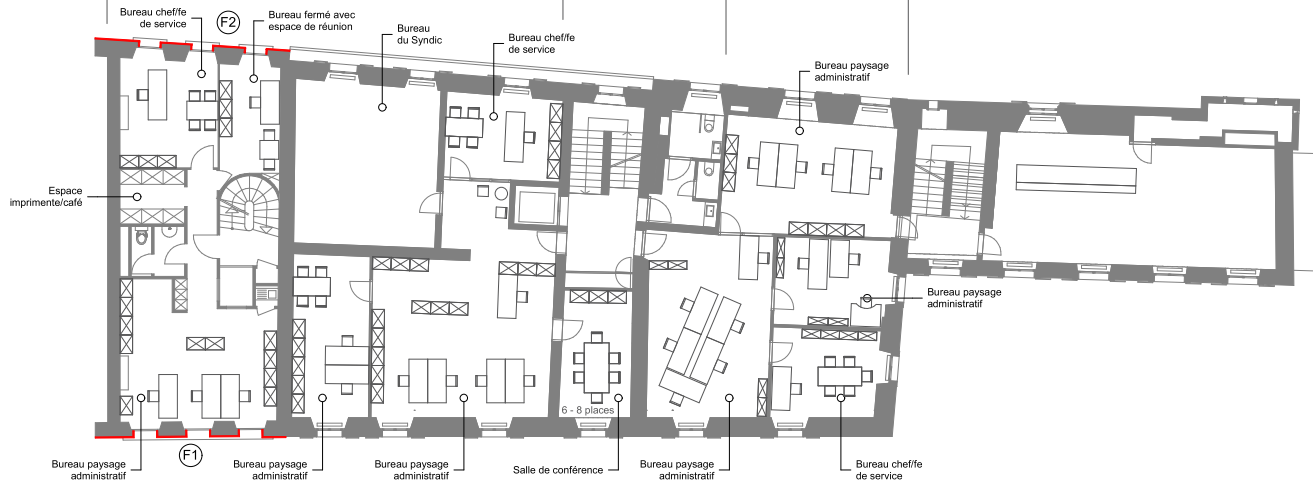 Bureau chef/fe
de service
F2
Bureau fermé avec
espace de réunion
Bureau
du Syndic
Bureau chef/fe
de service
Bureau paysage
administratif
Espace
imprimente/café
Bureau paysage
administratif
6 - 8 places
F1
Bureau paysage
administratif
Bureau paysage
administratif
Bureau paysage
administratif
Salle de conférence
Bureau paysage
administratif
Bureau chef/fe
de service